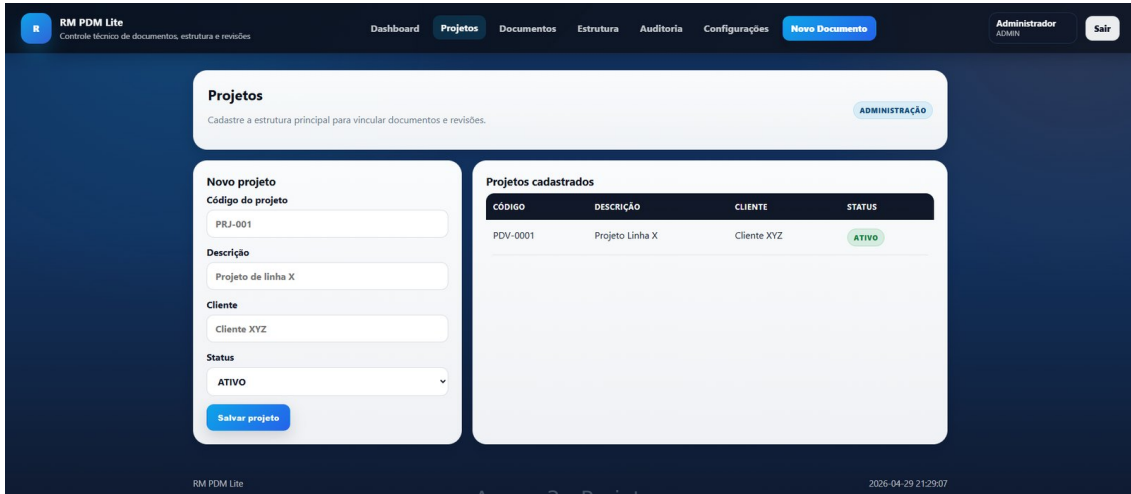 R
RM PDM Lite
Controle técnico de documentos, estrutura e revisões
Dashboard Projetos Documentos Estrutura Auditoria Configurações Novo Documento
Administrador
ADMIN
Sair
Projetos
Cadastre a estrutura principal para vincular documentos e revisões.
ADMINISTRAÇÃO
Novo projeto
Código do projeto
PRJ-001
Descrição
Projeto de linha X
Cliente
Cliente XYZ
Status
ATIVO
Salvar projeto
Projetos cadastrados
CÓDIGO DESCRIÇÃO CLIENTE STATUS
PDV-0001 Projeto Linha X Cliente XYZ ATIVO
RM PDM Lite
2026-04-29 21:29:07